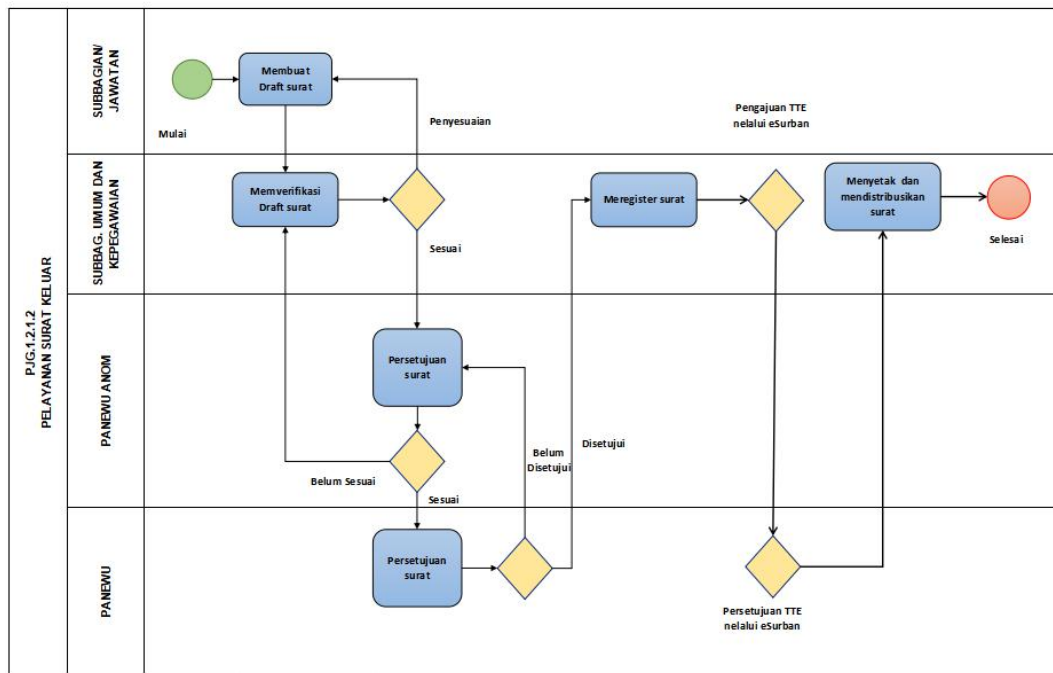 PJG.1.2.1.2
PELAYANAN SURAT KELUAR
SUBBAGIAN/
JAWATAN
Mulai
Membuat
Draft surat
Penyesuaian
Pengajuan TTE
nelalui eSurban
SUBBAG. UMUM DAN
KEPEGAWAIAN
Memverifikasi
Draft surat
Sesuai
Meregister surat
Menyetak dan
mendistribusikan
surat
Selesai
PANEWU ANOM
Persetujuan
surat
Belum Sesuai
Sesuai
Belum
Disetujui
Disetujui
PANEWU
Persetujuan
surat
Persetujuan TTE
nelalui eSurban